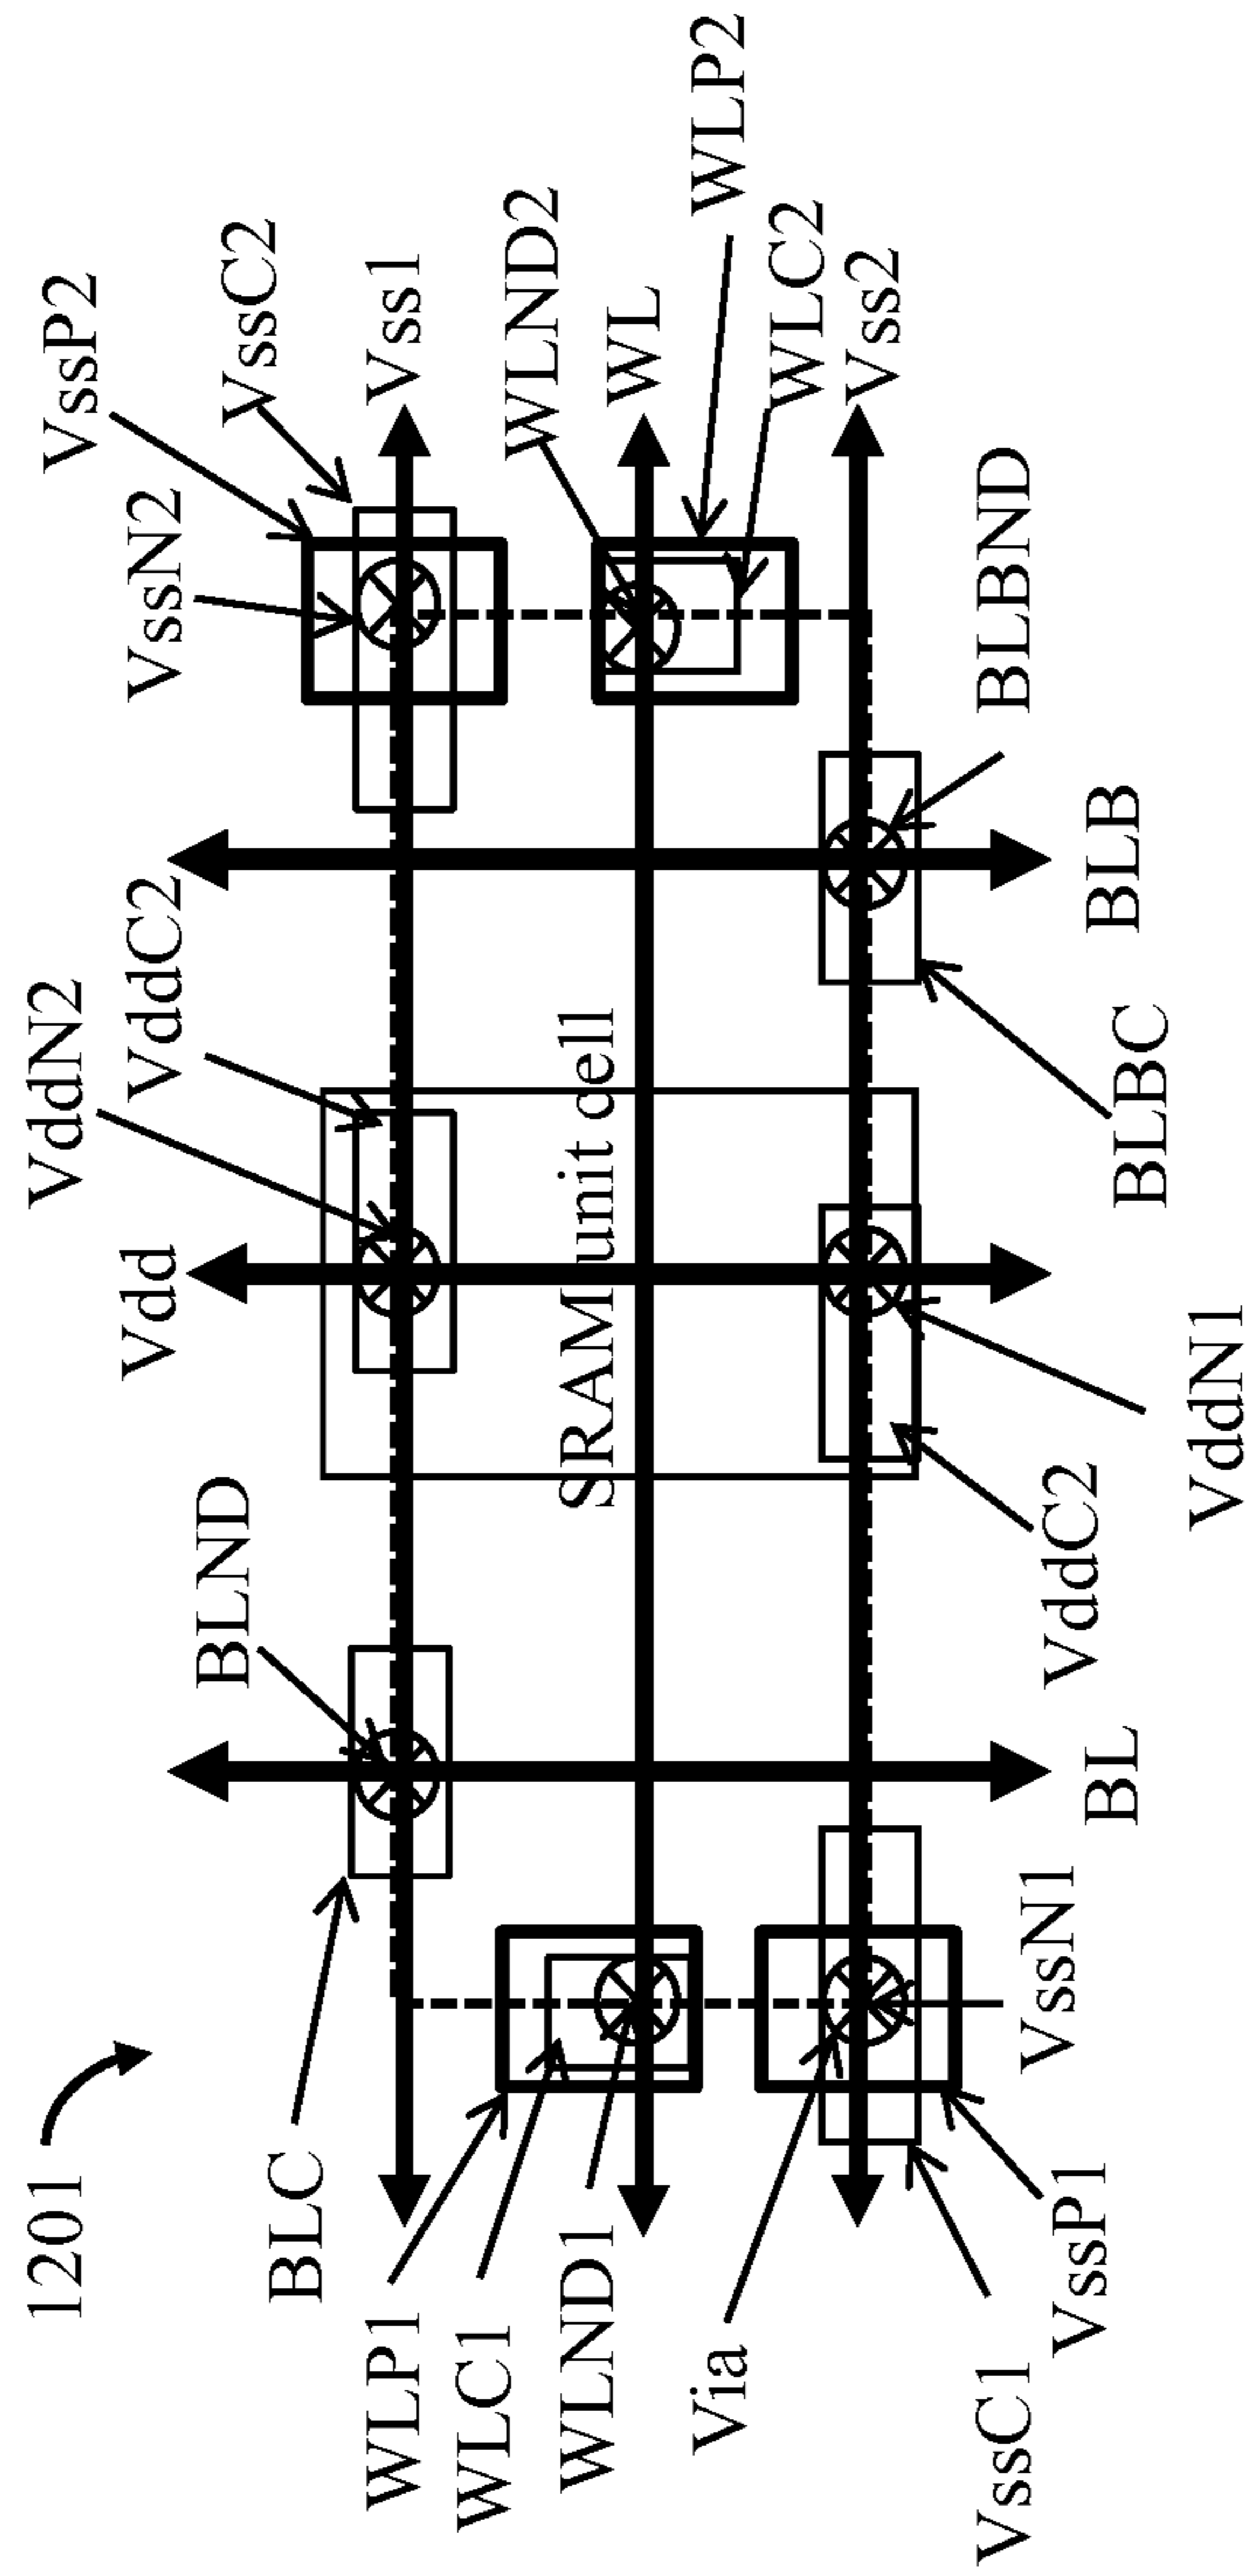 1201
BLC
BLND
Vdd
VddN2
VddC2
VssN2
VssP2
VssC2
Vss1
WLP1
WLC1
WLND1
Via
SRAM unit cell
WLND2
WL
WLP2
WLC2
Vss2
VssC1
VssP1
VssN1
BL
VddC2
VddN1
BLBC
BLB
BLBND